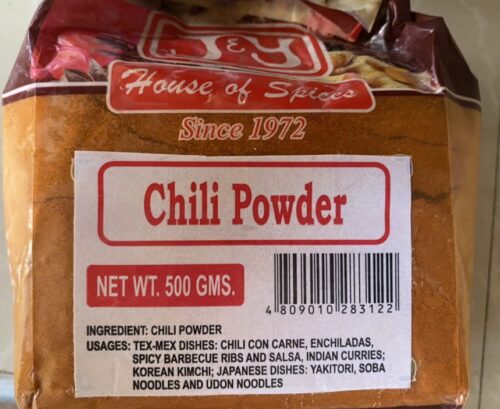 J&Y
House of Spices
Since 1972
Chili Powder
NET WT. 500 GMS.
4 809010 283122
INGREDIENT: CHILI POWDER
USAGES: TEX-MEX DISHES: CHILI CON CARNE, ENCHILADAS,
SPICY BARBECUE RIBS AND SALSA, INDIAN CURRIES;
KOREAN KIMCHI; JAPANESE DISHES: YAKITORI, SOBA
NOODLES AND UDON NOODLES